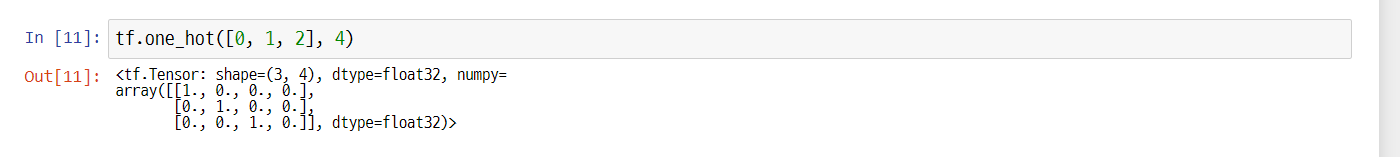 In [11]: tf.one_hot([0, 1, 2], 4)
Out[11]: <tf.Tensor: shape=(3, 4), dtype=float32, numpy=
array([[1., 0., 0., 0.],
       [0., 1., 0., 0.],
       [0., 0., 1., 0.]], dtype=float32)>